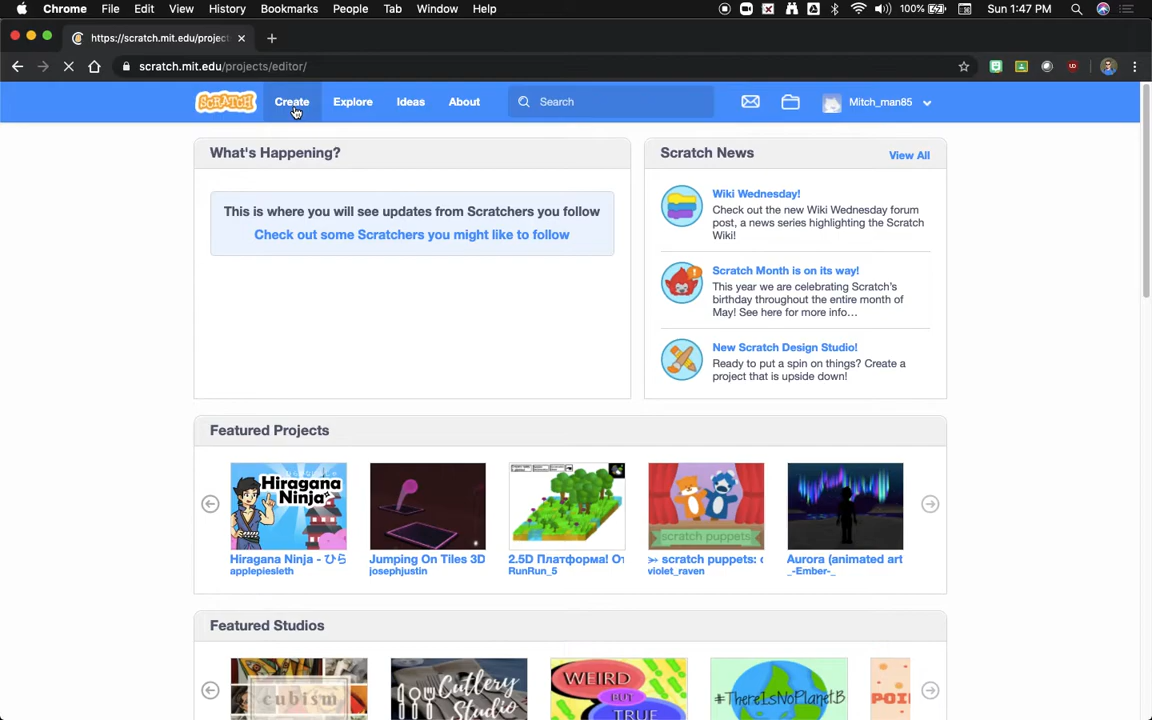 Chrome File Edit View History Bookmarks People Tab Window Help 100% Sun 1:47 PM
https://scratch.mit.edu/project
scratch.mit.edu/projects/editor/
SCRATCH Create Explore Ideas About Search Mitch_man85
What's Happening?
This is where you will see updates from Scratchers you follow
Check out some Scratchers you might like to follow
Scratch News View All
Wiki Wednesday!
Check out the new Wiki Wednesday forum
post, a news series highlighting the Scratch
Wiki!
Scratch Month is on its way!
This year we are celebrating Scratch's
birthday throughout the entire month of
May! See here for more info…
New Scratch Design Studio!
Ready to put a spin on things? Create a
project that is upside down!
Featured Projects
Hiragana
Ninja
scratch puppets
Hiragana Ninja - ひら
applepiesleth
Jumping On Tiles 3D
josephjustin
2.5D Платформа! От
RunRun_5
scratch puppets: c
violet_raven
Aurora (animated art
_-Ember-_
Featured Studios
cubism
Cutlery
Studio
WEIRD
BUT
TRUE
#ThereIsNoPlanetB
POI